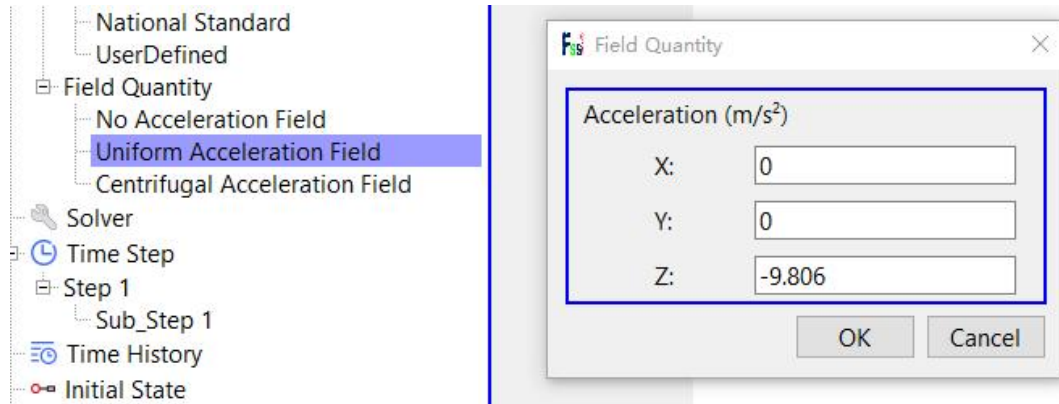 National Standard
UserDefined
Field Quantity
No Acceleration Field
Uniform Acceleration Field
Centrifugal Acceleration Field
Solver
Time Step
Step 1
Sub_Step 1
Time History
Initial State
Fss Field Quantity
Acceleration (m/s²)
X: 0
Y: 0
Z: -9.806
OK Cancel